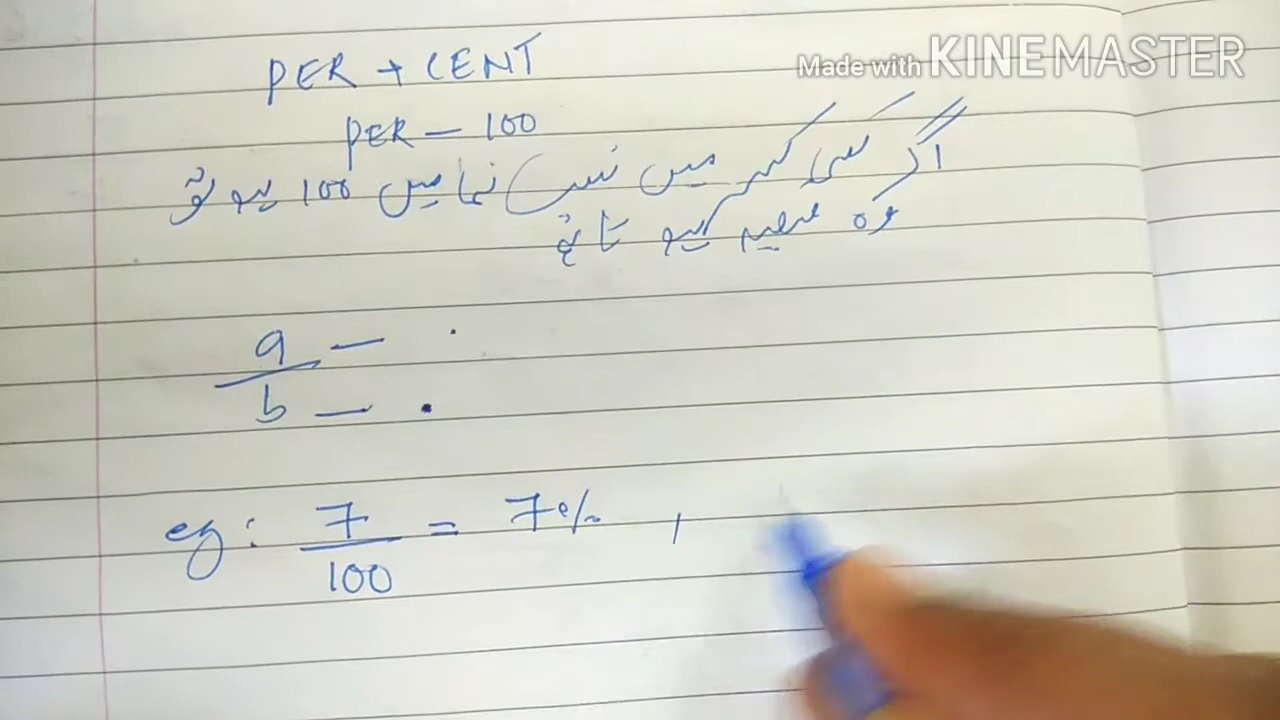 Made with KINEMASTER
PER + CENT
PER - 100
اگر کسی کسر میں نسب نما میں 100 ہو تو
وہ فیصد ہوتا ہے
a —
b — .
eg: 7/100 = 7% ,